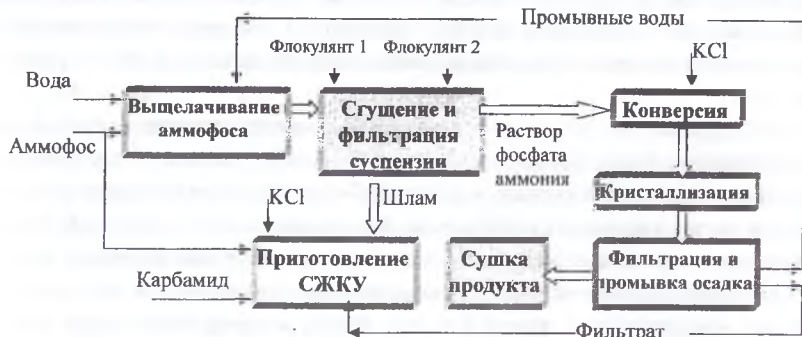 Промывные воды
Флокулянт 1
Флокулянт 2
KCl
Вода
Выщелачивание
аммофоса
Сгущение и
фильтрация
суспензии
Конверсия
Аммофос
Раствор
фосфата
аммония
Кристаллизация
KCl
Шлам
Приготовление
СЖКУ
Сушка
продукта
Фильтрация и
промывка осадка
Карбамид
Фильтрат